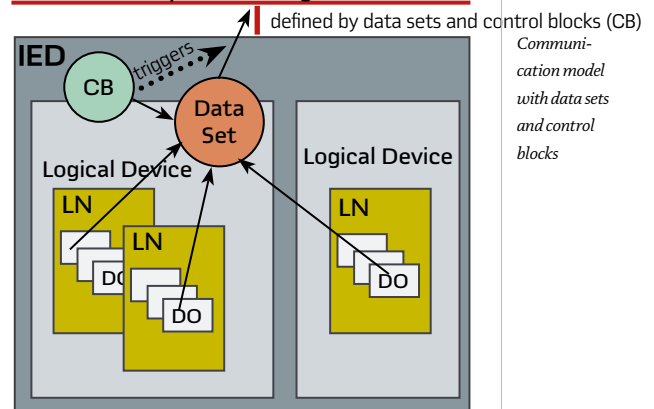 defined by data sets and control blocks (CB)
IED
triggers
CB
Data
Set
Logical Device
LN
DO
LN
DO
Logical Device
LN
DO
Communi-
cation model
with data sets
and control
blocks